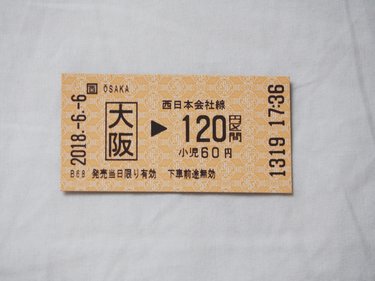 2018.-6.-6
囯 OSAKA
大阪
西日本会社線
▶ 120円区間
小児60円
B68 発売当日限り有効 下車前途無効
1319 17:36